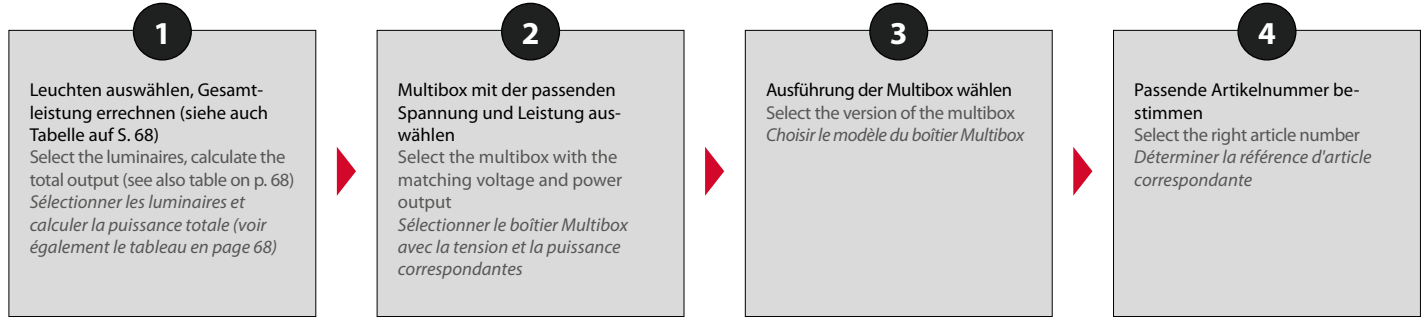 1
Leuchten auswählen, Gesamt-
leistung errechnen (siehe auch
Tabelle auf S. 68)
Select the luminaires, calculate the
total output (see also table on p. 68)
Sélectionner les luminaires et
calculer la puissance totale (voir
également le tableau en page 68)
2
Multibox mit der passenden
Spannung und Leistung aus-
wählen
Select the multibox with the
matching voltage and power
output
Sélectionner le boîtier Multibox
avec la tension et la puissance
correspondantes
3
Ausführung der Multibox wählen
Select the version of the multibox
Choisir le modèle du boîtier Multibox
4
Passende Artikelnummer be-
stimmen
Select the right article number
Déterminer la référence d'article
correspondante